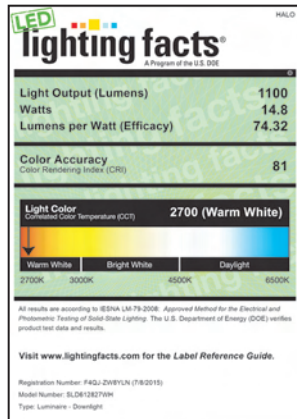 HALO
LED
lighting facts®
A Program of the U.S. DOE
Light Output (Lumens) 1100
Watts 14.8
Lumens per Watt (Efficacy) 74.32
Color Accuracy 81
Color Rendering Index (CRI)
Light Color 2700 (Warm White)
Correlated Color Temperature (CCT)
Warm White Bright White Daylight
2700K 3000K 4500K 6500K
All results are according to IESNA LM-79-2008: Approved Method for the Electrical and
Photometric Testing of Solid-State Lighting. The U.S. Department of Energy (DOE) verifies
product test data and results.
Visit www.lightingfacts.com for the Label Reference Guide.
Registration Number: F4QJ-ZW8YLN (7/8/2015)
Model Number: SLD612827WH
Type: Luminaire - Downlight